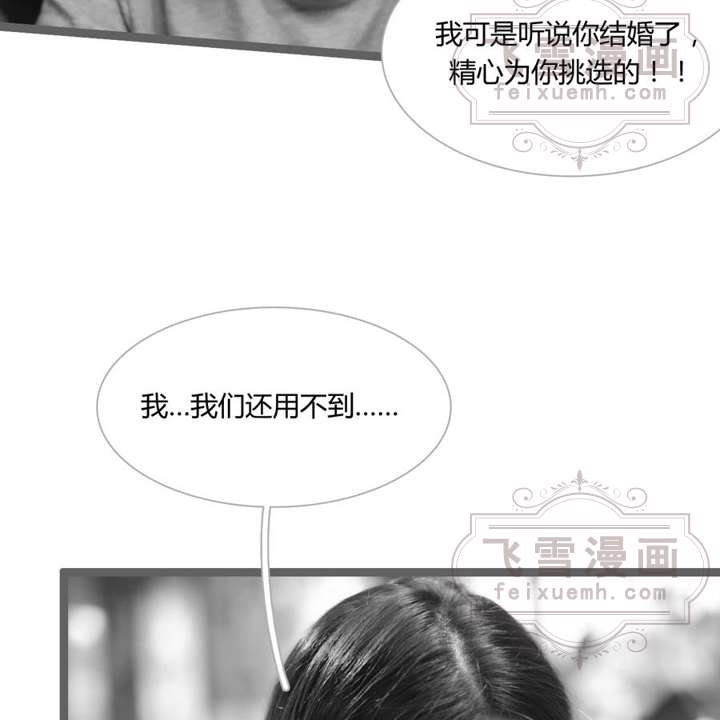 我可是听说你结婚了，
精心为你挑选的！！
飞雪漫画
feixuemh.com
我...我们还用不到......
飞雪漫画
feixuemh.com